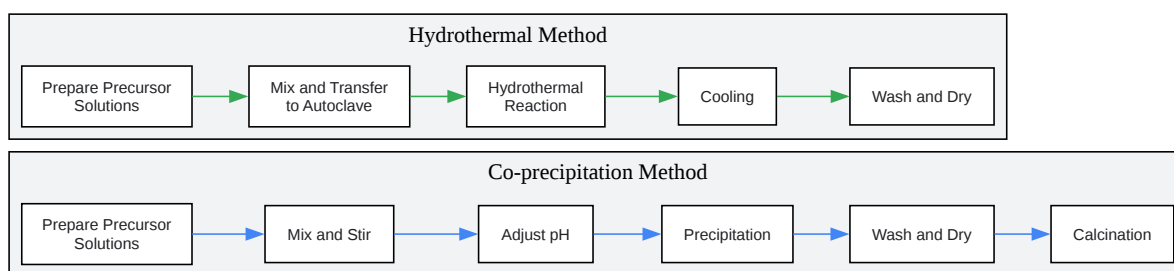 Hydrothermal Method
Prepare Precursor
Solutions
Mix and Transfer
to Autoclave
Hydrothermal
Reaction
Cooling
Wash and Dry
Co-precipitation Method
Prepare Precursor
Solutions
Mix and Stir
Adjust pH
Precipitation
Wash and Dry
Calcination